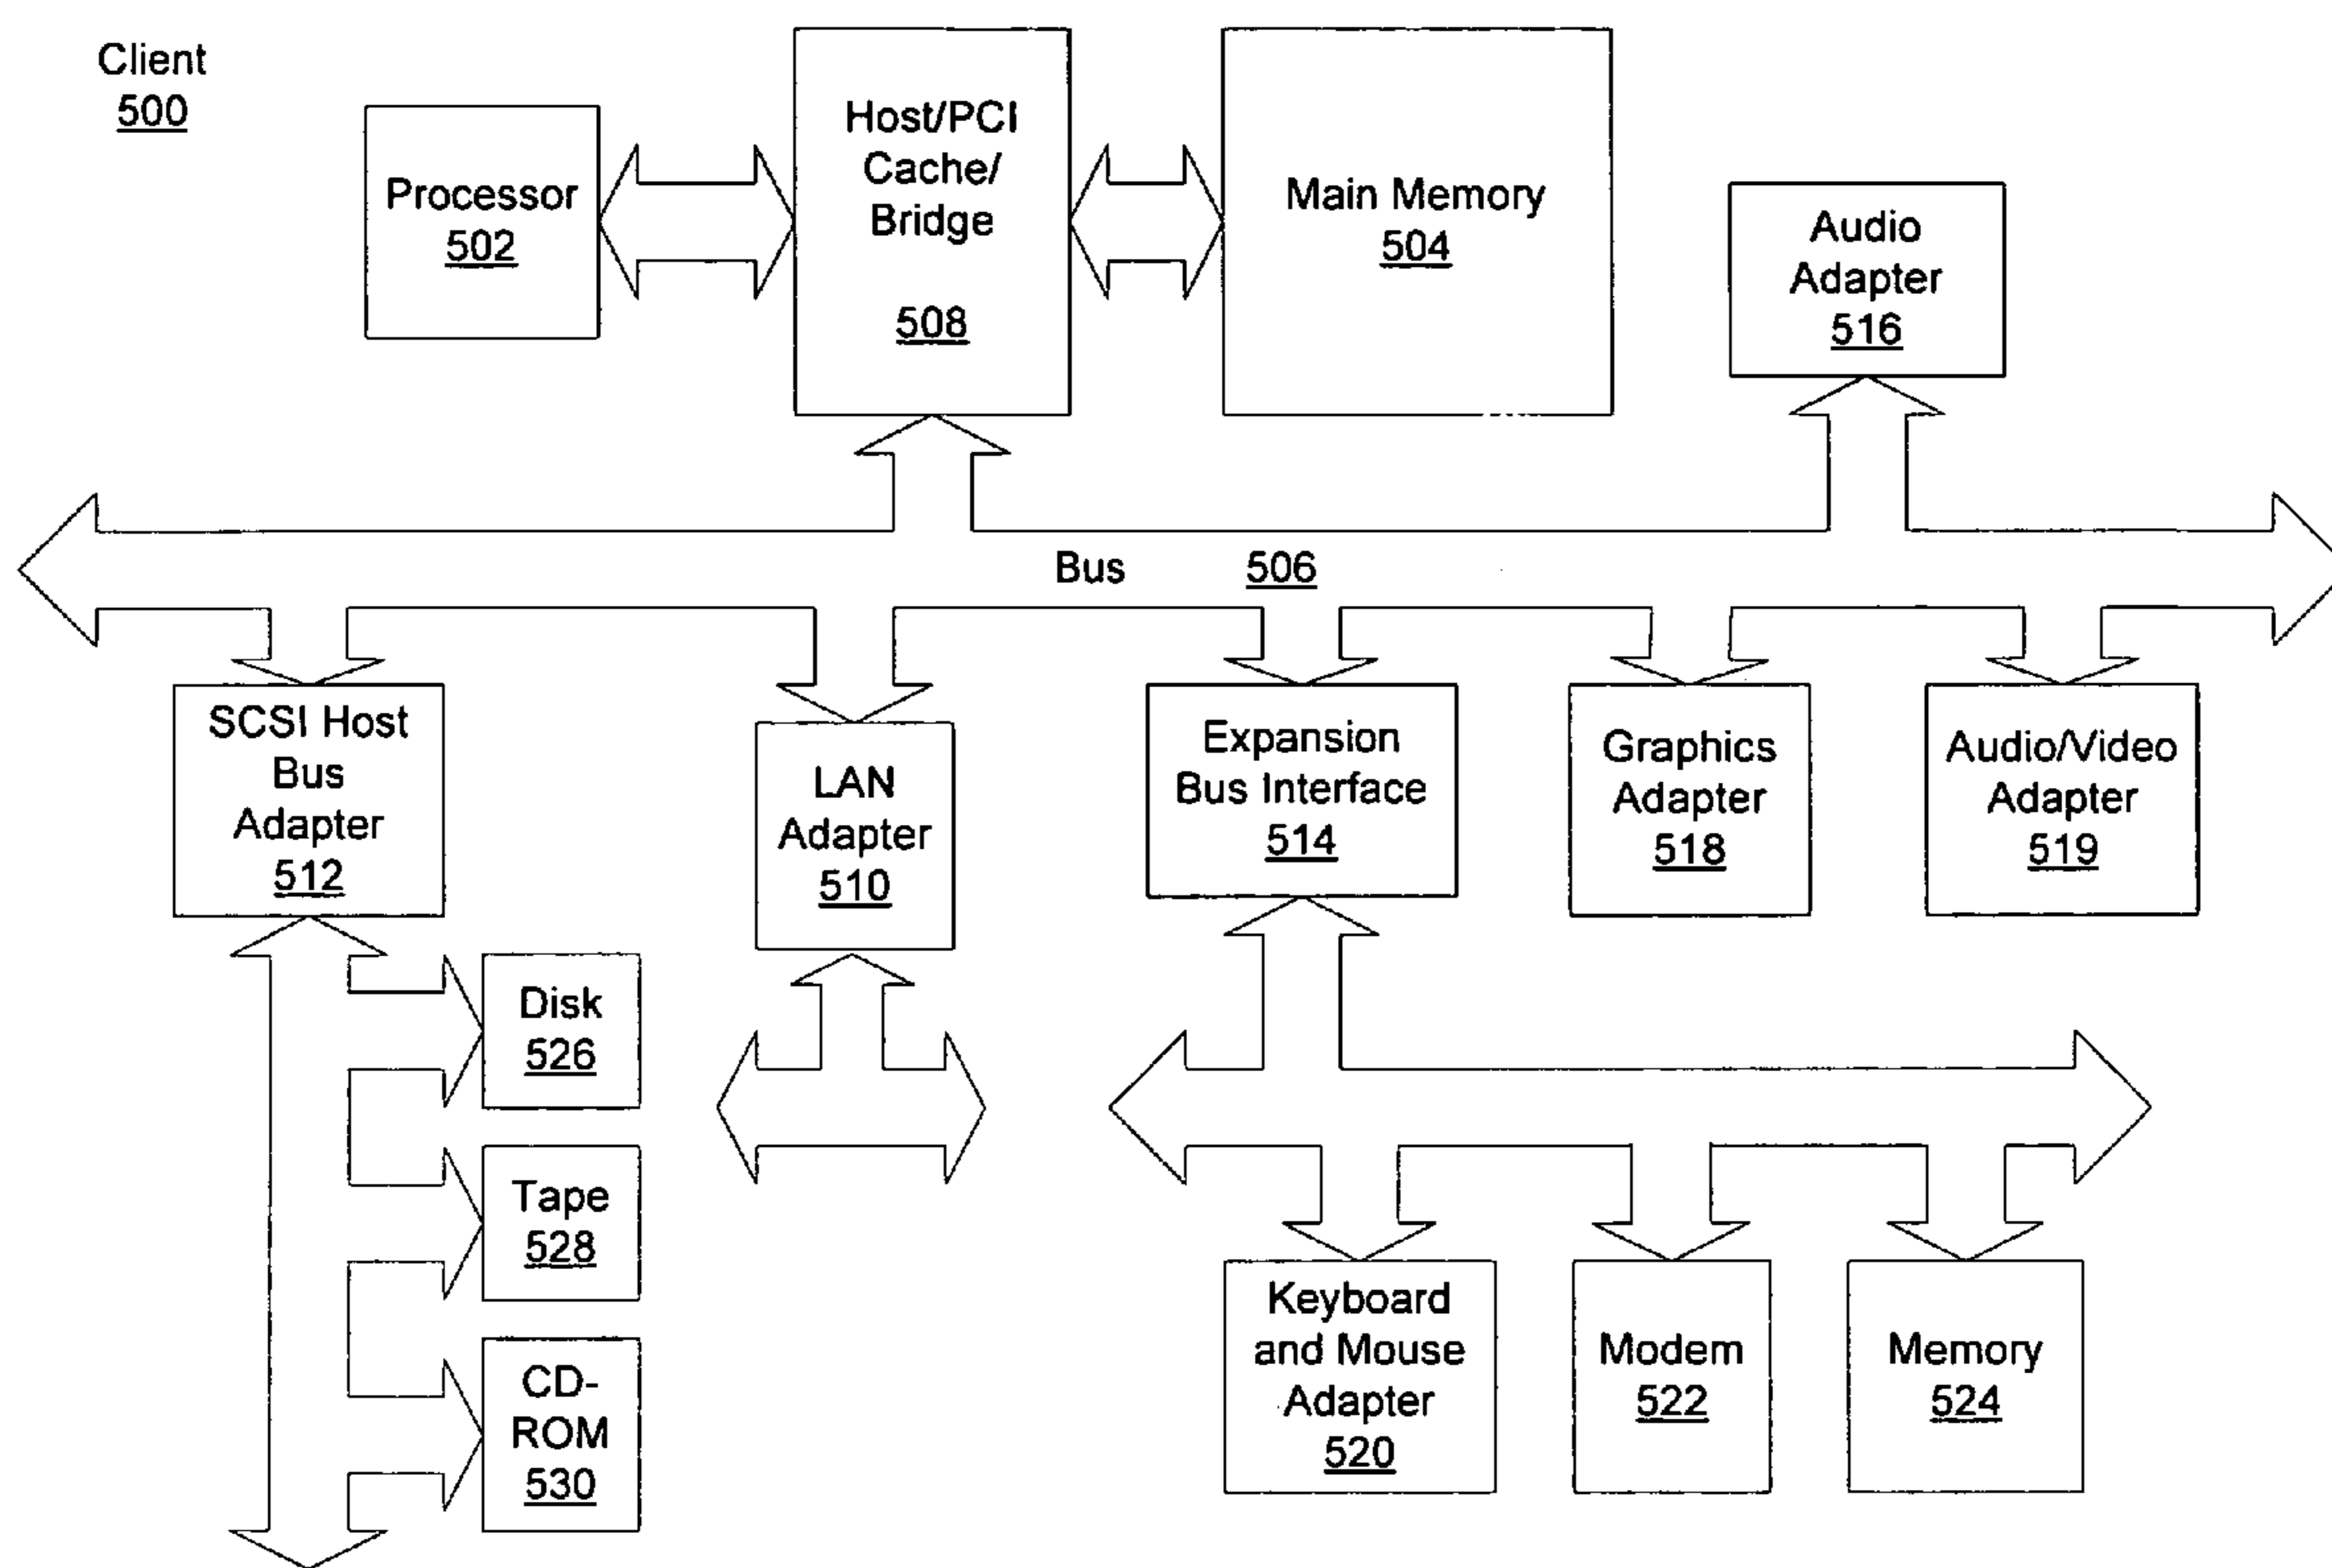 Client
500
Processor
502
Host/PCI
Cache/
Bridge
508
Main Memory
504
Audio
Adapter
516
Bus 506
SCSI Host
Bus
Adapter
512
LAN
Adapter
510
Expansion
Bus Interface
514
Graphics
Adapter
518
Audio/Video
Adapter
519
Disk
526
Tape
528
CD-
ROM
530
Keyboard
and Mouse
Adapter
520
Modem
522
Memory
524